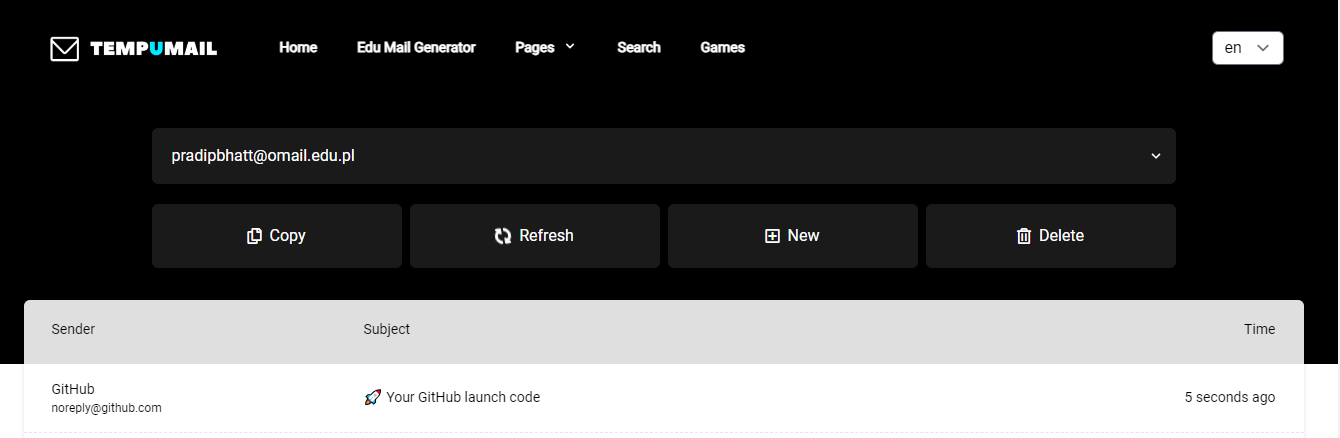 TEMPUMAIL Home Edu Mail Generator Pages Search Games en
pradipbhatt@omail.edu.pl
Copy Refresh New Delete
Sender Subject Time
GitHub
🚀 Your GitHub launch code 5 seconds ago
noreply@github.com